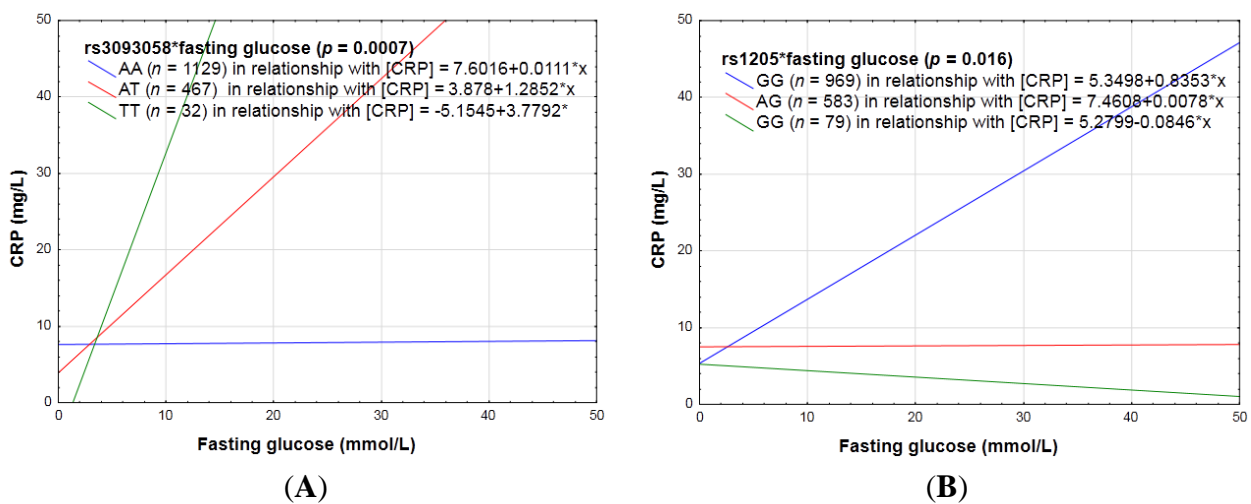 rs3093058*fasting glucose (p = 0.0007)
AA (n = 1129) in relationship with [CRP] = 7.6016+0.0111*x
AT (n = 467) in relationship with [CRP] = 3.878+1.2852*x
TT (n = 32) in relationship with [CRP] = -5.1545+3.7792*
50
40
30
20
10
0
CRP (mg/L)
0 10 20 30 40 50
Fasting glucose (mmol/L)
(A)
rs1205*fasting glucose (p = 0.016)
GG (n = 969) in relationship with [CRP] = 5.3498+0.8353*x
AG (n = 583) in relationship with [CRP] = 7.4608+0.0078*x
GG (n = 79) in relationship with [CRP] = 5.2799-0.0846*x
50
40
30
20
10
0
CRP (mg/L)
0 10 20 30 40 50
Fasting glucose (mmol/L)
(B)